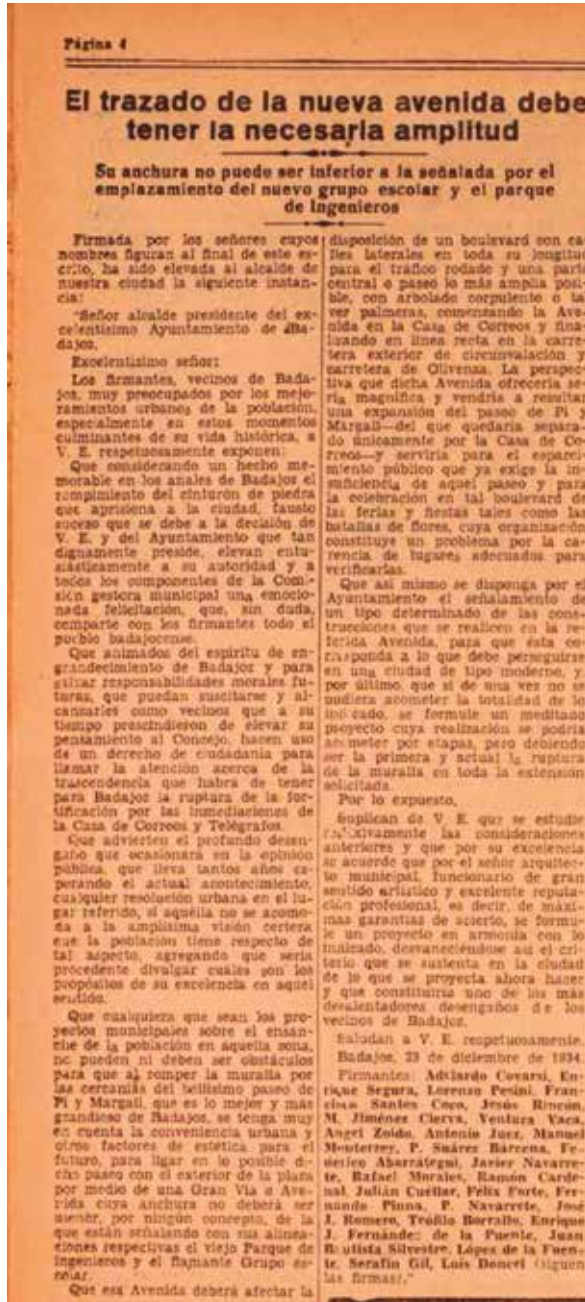 Página 4
El trazado de la nueva avenida debe
tener la necesaria amplitud
Su anchura no puede ser inferior a la señalada por el
emplazamiento del nuevo grupo escolar y el parque
de Ingenieros
Firmada por los señores cuyos
nombres figuran al final de este es-
crito, ha sido elevada al alcalde de
nuestra ciudad la siguiente instan-
cia:
"Señor alcalde presidente del ex-
celentísimo Ayuntamiento de Ba-
dajos.
Excelentísimo señor:
Los firmantes, vecinos de Bada-
jos, muy preocupados por los mejo-
ramientos urbanos de la población,
especialmente en estos momentos
culminantes de su vida histórica, a
V. E. respetuosamente exponen:
Que considerando un hecho me-
morable en los anales de Badajos el
rompimiento del cinturón de piedra
que aprisiona a la ciudad, fausto
suceso que se debe a la decisión de
V. E. y del Ayuntamiento que tan
dignamente preside, elevan entu-
siásticamente a su autoridad y a
todos los componentes de la Comi-
sión gestora municipal una emocio-
nada felicitación, que, sin duda,
comparte con los firmantes todo el
pueblo badajocense.
Que animados del espíritu de en-
grandecimiento de Badajos y para
salvar responsabilidades morales fu-
turas, que puedan suscitarse y al-
canzarles como vecinos que a su
tiempo prescindieron de elevar su
pensamiento al Concejo, hacen uso
de un derecho de ciudadanía para
llamar la atención acerca de la
trascendencia que habrá de tener
para Badajos la ruptura de la for-
tificación por las inmediaciones de
la Casa de Correos y Telégrafos.
Que advierten el profundo desen-
gaño que ocasionará en la opinión
pública, que lleva tantos años es-
perando el actual acontecimiento,
cualquier resolución urbana en el lu-
gar referido, si aquélla no se acomo-
da a la amplísima visión certera
que la población tiene respecto de
tal aspecto, agregando que sería
procedente divulgar cuáles son los
propósitos de su excelencia en aquel
sentido.
Que cualquiera que sean los pro-
yectos municipales sobre el ensan-
che de la población en aquella zona,
no pueden ni deben ser obstáculos
para que al romper la muralla por
las cercanías del bellísimo paseo de
Pi y Margall, que es lo mejor y más
grandioso de Badajos, se tenga muy
en cuenta la conveniencia urbana y
otros factores de estética para el
futuro, para ligar en lo posible di-
cho paseo con el exterior de la plaza
por medio de una Gran Vía o Ave-
nida cuya anchura no deberá ser
menor, por ningún concepto, de la
que están señalando con sus alinea-
ciones respectivas el viejo Parque de
Ingenieros y el flamante Grupo es-
colar.
Que esa Avenida deberá afectar la
disposición de un boulevard con ca-
lles laterales en toda su longitud
para el tráfico rodado y una part
central o paseo lo más amplia posi-
ble, con arbolado corpulento o
ver palmeras, comenzando la Ave-
nida en la Casa de Correos y fina-
lizando en línea recta en la carre-
tera exterior de circunvalación y
carretera de Olivenza. La perspec-
tiva que dicha Avenida ofrecería se-
ría magnífica y vendría a resultar
una expansión del paseo de Pi y
Margall—del que quedaría separa-
do únicamente por la Casa de Co-
rreos—y serviría para el esparci-
miento público que ya exige la in-
suficiencia de aquel paseo y para
la celebración en tal boulevard de
las ferias y fiestas tales como las
batallas de flores, cuya organización
constituye un problema por la ca-
rencia de lugares adecuados para
verificarlas.
Que así mismo se disponga por el
Ayuntamiento el señalamiento de
un tipo determinado de las cons-
trucciones que se realicen en la re-
ferida Avenida, para que ésta co-
rresponda a lo que debe perseguirse
en una ciudad de tipo moderno, y
por último, que si de una vez no se
pudiera acometer la totalidad de lo
indicado, se formule un meditado
proyecto cuya realización se podría
acometer por etapas, pero debiendo
ser la primera y actual la ruptura
de la muralla en toda la extensión
solicitada.
Por lo expuesto,
Suplican de V. E. que se estudie
reflexivamente las consideraciones
anteriores y que por su excelencia
se acuerde que por el señor arquitec-
to municipal, funcionario de gran
sentido artístico y excelente reputa-
ción profesional, es decir, de máxi-
mas garantías de acierto, se formu-
le un proyecto en armonía con lo
indicado, desvaneciéndose así el cri-
terio que se sustenta en la ciudad
de lo que se proyecta ahora hacer
y que constituiría uno de los más
desalentadores desengaños de los
vecinos de Badajos.
Saludan a V. E. respetuosamente.
Badajos, 23 de diciembre de 1934.
Firmantes: Adelardo Covarsí, En-
rique Segura, Lorenzo Pesini, Fran-
cisco Santos Coco, Jesús Rincón,
M. Jiménez Cierva, Ventura Vaca,
Angel Zoido, Antonio Juez, Manuel
Monterrey, P. Suárez Bárcena, Fe-
derico Abarrátegui, Javier Navarre-
te, Rafael Morales, Ramón Carde-
nal, Julián Cuéllar, Felix Forte, Fer-
nando Pinna, P. Navarrete, José
J. Romero, Trófilo Borrallo, Enrique
J. Fernández de la Puente, Juan
Bautista Silvestre, López de la Fuen-
te, Serafín Gil, Luis Doncel (siguen
las firmas)."